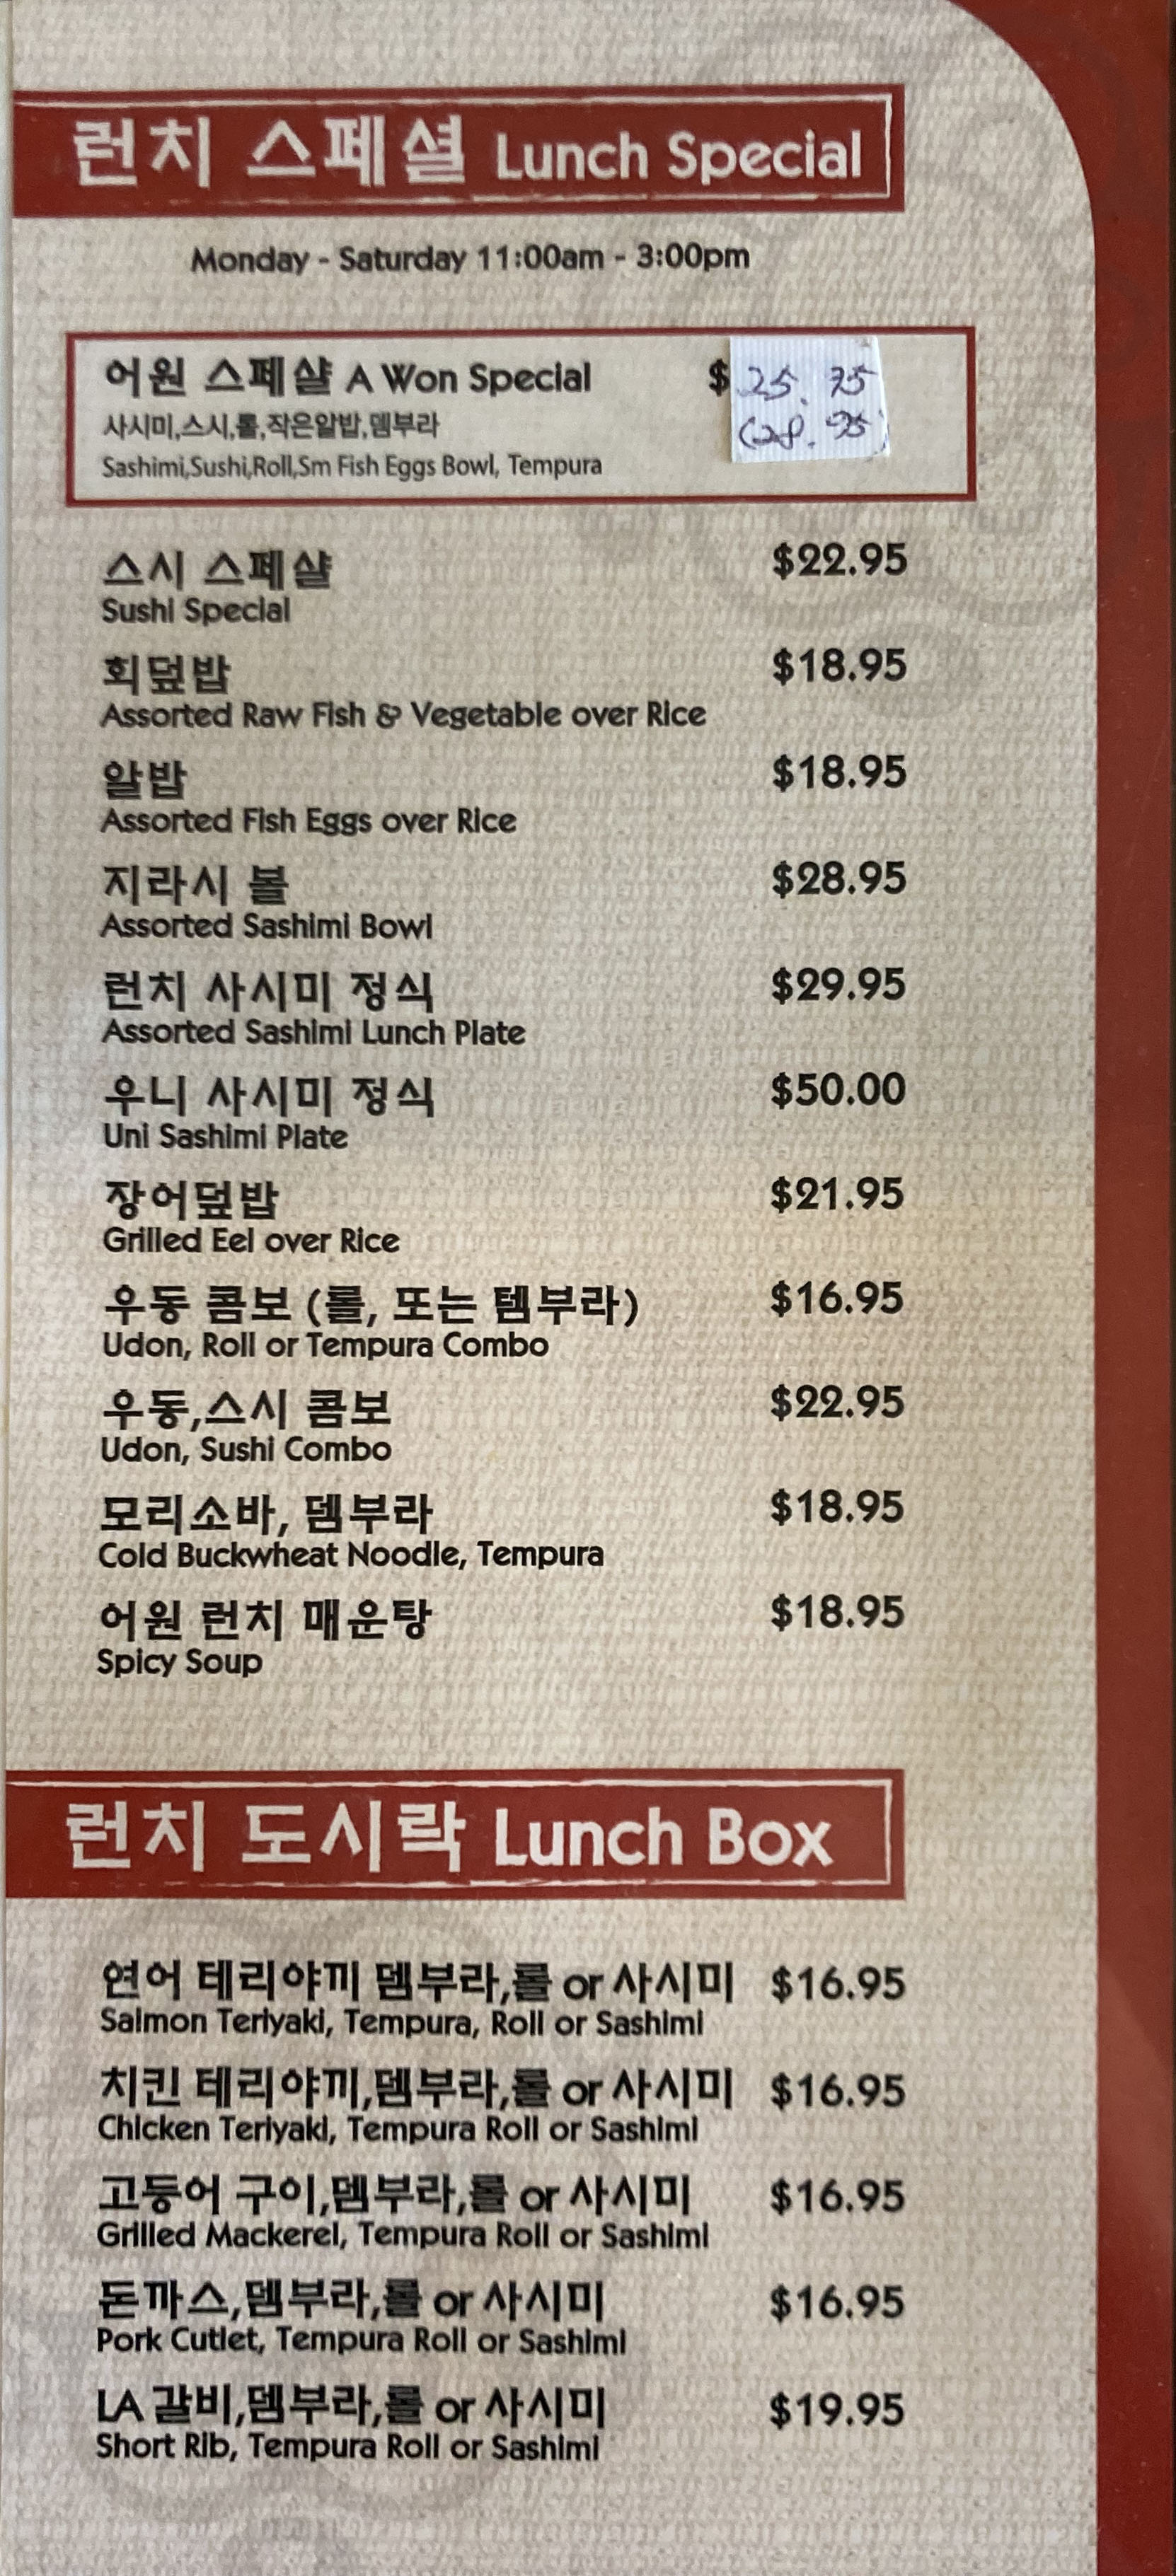 런치 스페셜 Lunch Special
Monday - Saturday 11:00am - 3:00pm
어원 스페샬 A Won Special $ 25.95
(28.95)
사시미,스시,롤,작은알밥,뎀부라
Sashimi,Sushi,Roll,Sm Fish Eggs Bowl, Tempura
스시 스페샬 $22.95
Sushi Special
회덮밥 $18.95
Assorted Raw Fish & Vegetable over Rice
알밥 $18.95
Assorted Fish Eggs over Rice
지라시 볼 $28.95
Assorted Sashimi Bowl
런치 사시미 정식 $29.95
Assorted Sashimi Lunch Plate
우니 사시미 정식 $50.00
Uni Sashimi Plate
장어덮밥 $21.95
Grilled Eel over Rice
우동 콤보 (롤, 또는 템부라) $16.95
Udon, Roll or Tempura Combo
우동,스시 콤보 $22.95
Udon, Sushi Combo
모리소바, 뎀부라 $18.95
Cold Buckwheat Noodle, Tempura
어원 런치 매운탕 $18.95
Spicy Soup
런치 도시락 Lunch Box
연어 테리야끼 뎀부라,롤 or 사시미 $16.95
Salmon Teriyaki, Tempura, Roll or Sashimi
치킨 테리야끼,뎀부라,롤 or 사시미 $16.95
Chicken Teriyaki, Tempura Roll or Sashimi
고등어 구이,뎀부라,롤 or 사시미 $16.95
Grilled Mackerel, Tempura Roll or Sashimi
돈까스,뎀부라,롤 or 사시미 $16.95
Pork Cutlet, Tempura Roll or Sashimi
LA 갈비,뎀부라,롤 or 사시미 $19.95
Short Rib, Tempura Roll or Sashimi